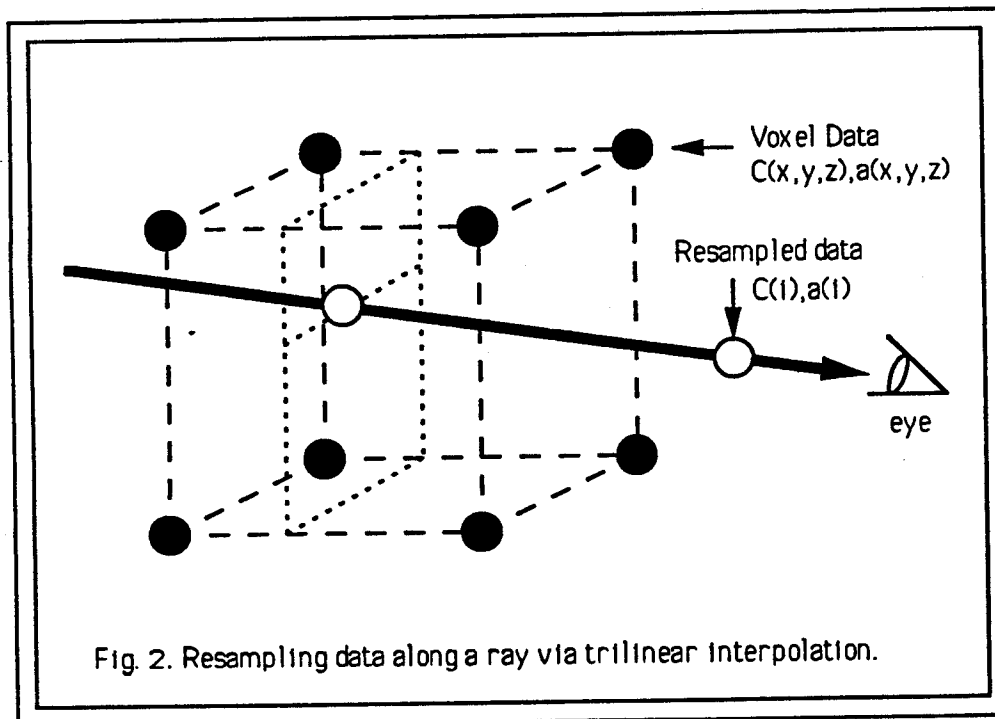 Voxel Data
C(x,y,z),a(x,y,z)
Resampled data
C(i),a(i)
eye
Fig. 2. Resampling data along a ray via trilinear interpolation.